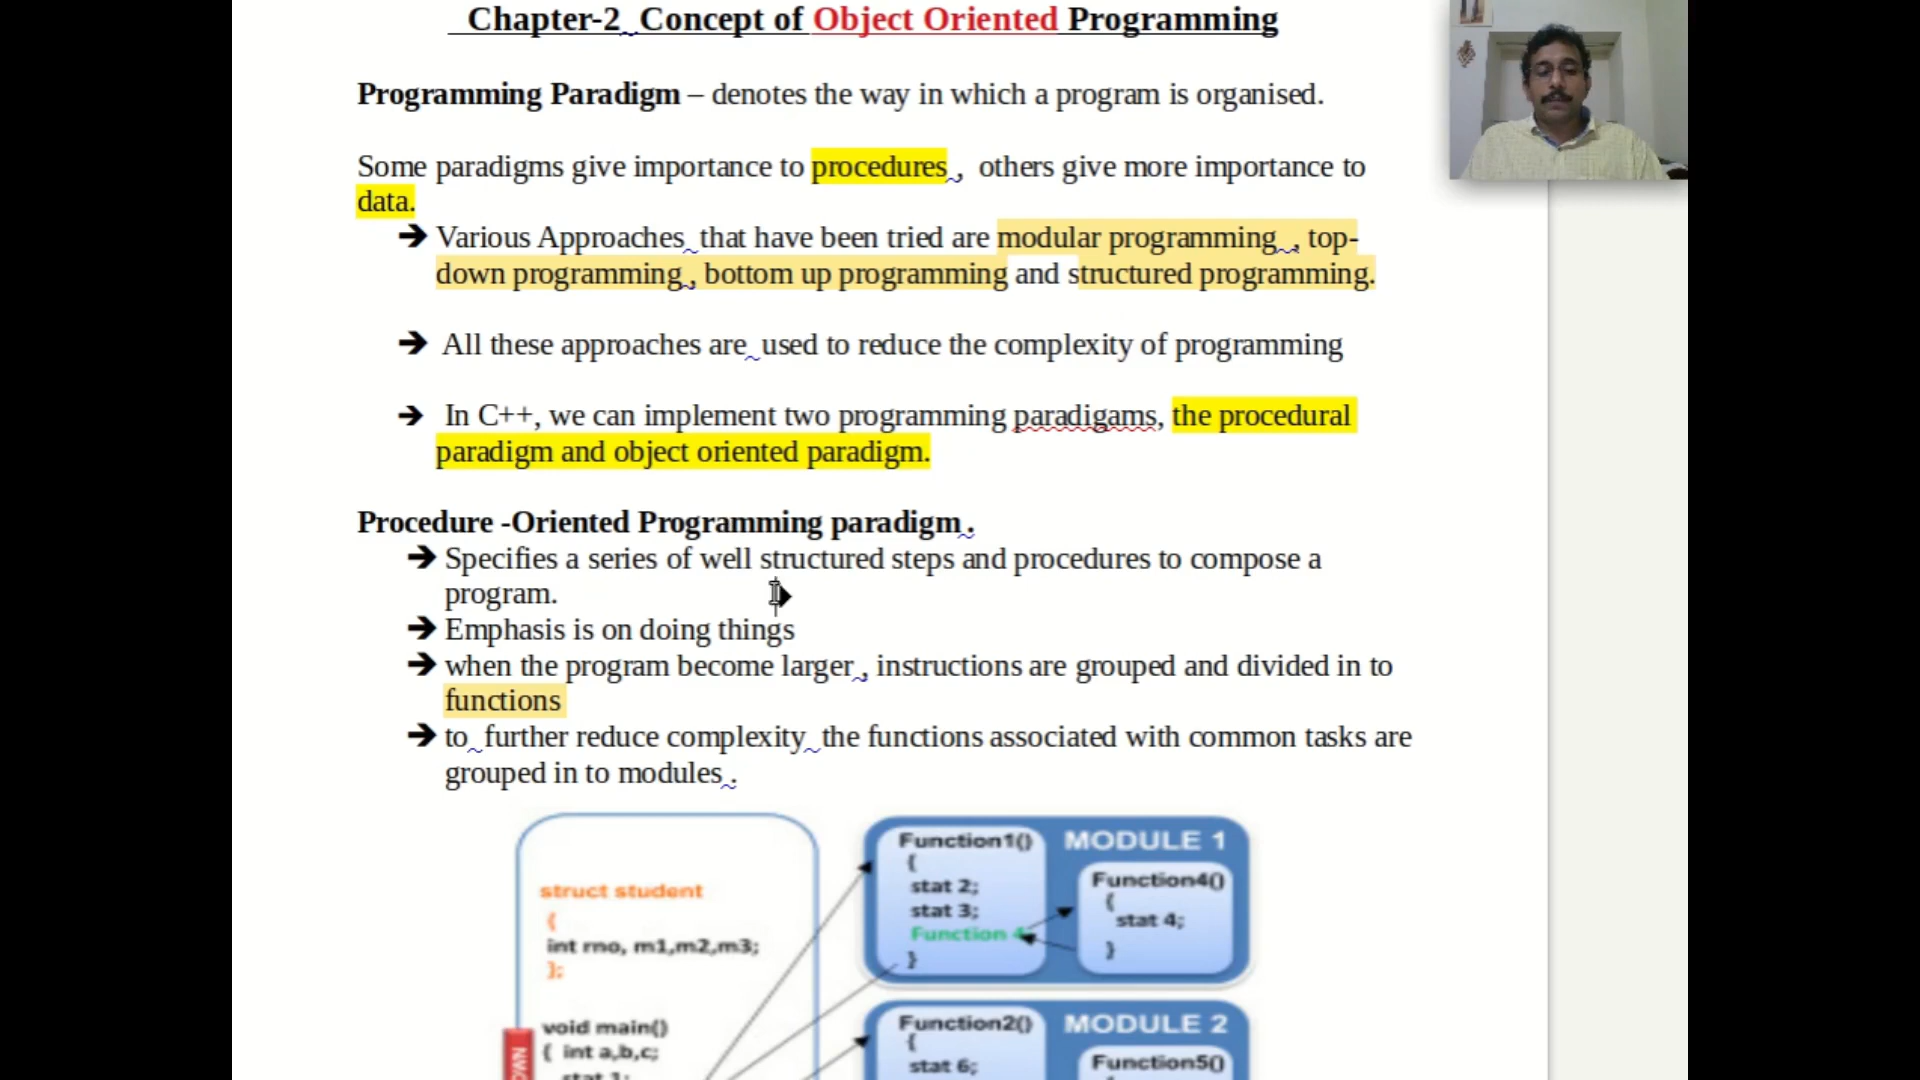 Chapter-2 Concept of Object Oriented Programming
Programming Paradigm – denotes the way in which a program is organised.
Some paradigms give importance to procedures , others give more importance to
data.
➔ Various Approaches that have been tried are modular programming , top-
down programming , bottom up programming and structured programming.
➔ All these approaches are used to reduce the complexity of programming
➔ In C++, we can implement two programming paradigams, the procedural
paradigm and object oriented paradigm.
Procedure -Oriented Programming paradigm .
➔ Specifies a series of well structured steps and procedures to compose a
program.
➔ Emphasis is on doing things
➔ when the program become larger , instructions are grouped and divided in to
functions
➔ to further reduce complexity the functions associated with common tasks are
grouped in to modules .
struct student
{
int rno, m1,m2,m3;
};
void main()
{ int a,b,c;
stat 1;
MODULE 1
Function1()
{
stat 2;
stat 3;
Function 4
}
Function4()
{
stat 4;
}
MODULE 2
Function2()
{
stat 6;
Function5()